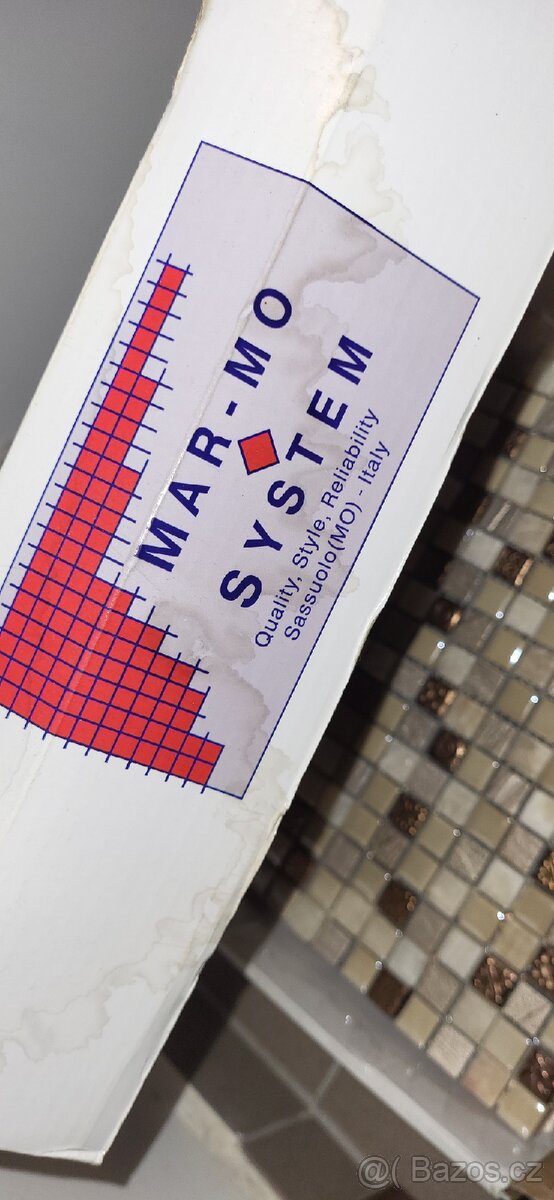 MAR-MO
SYSTEM
Quality, Style, Reliability
Sassuolo(MO) - Italy
@( Bazos.cz